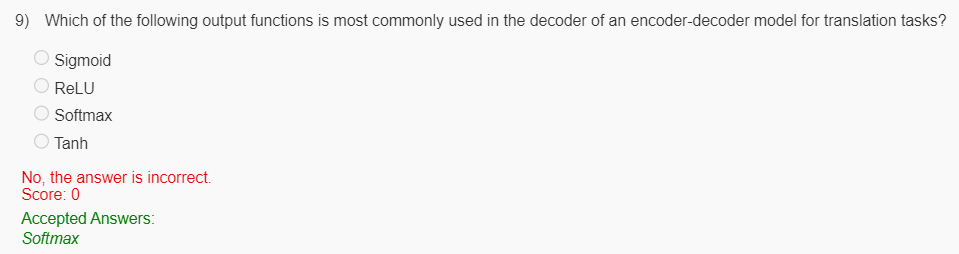 9) Which of the following output functions is most commonly used in the decoder of an encoder-decoder model for translation tasks?
Sigmoid
ReLU
Softmax
Tanh
No, the answer is incorrect.
Score: 0
Accepted Answers:
Softmax